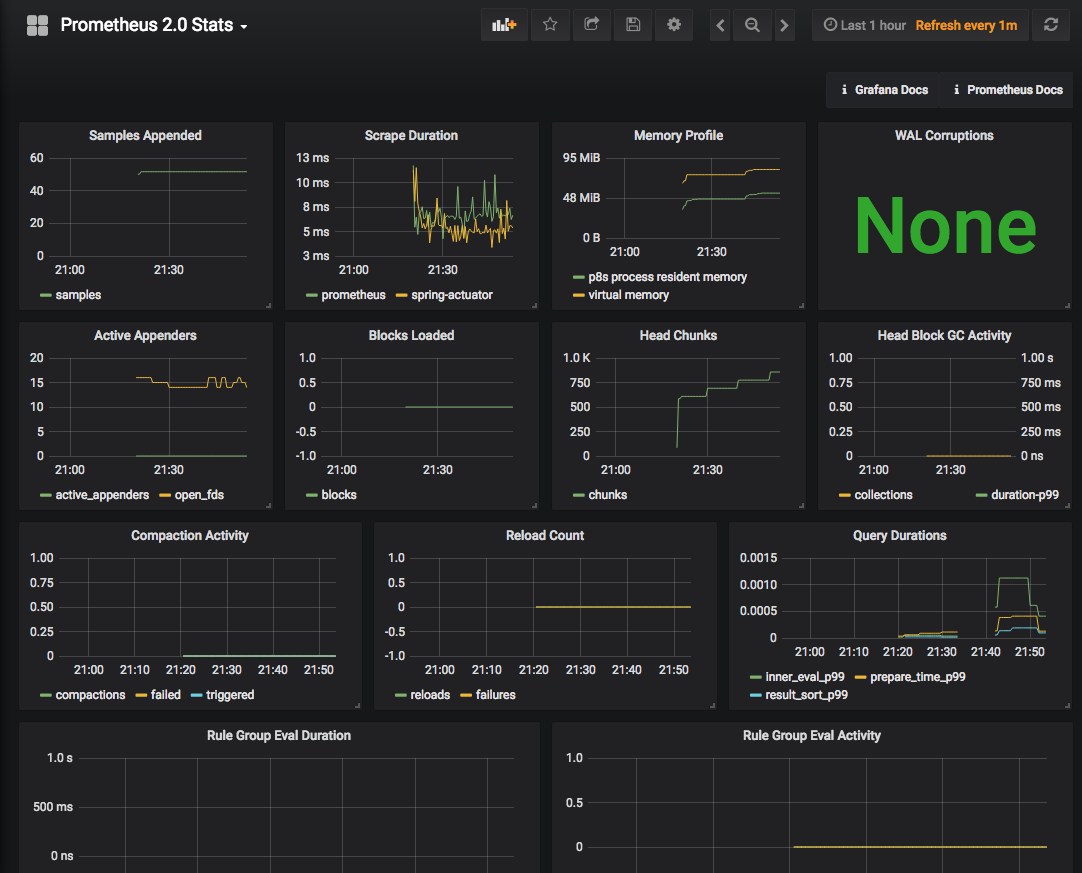 Prometheus 2.0 Stats
Last 1 hour Refresh every 1m
Grafana Docs
Prometheus Docs
Samples Appended
60
40
20
0
21:00 21:30
samples
Scrape Duration
13 ms
10 ms
8 ms
5 ms
3 ms
21:00 21:30
prometheus spring-actuator
Memory Profile
95 MiB
48 MiB
0 B
21:00 21:30
p8s process resident memory
virtual memory
WAL Corruptions
None
Active Appenders
20
15
10
5
0
21:00 21:30
active_appenders open_fds
Blocks Loaded
1.0
0.5
0
-0.5
-1.0
21:00 21:30
blocks
Head Chunks
1.0 K
750
500
250
0
21:00 21:30
chunks
Head Block GC Activity
1.00 1.00 s
0.75 750 ms
0.50 500 ms
0.25 250 ms
0 0 ns
21:00 21:30
collections duration-p99
Compaction Activity
1.00
0.75
0.50
0.25
0
21:00 21:10 21:20 21:30 21:40 21:50
compactions failed triggered
Reload Count
1.0
0.5
0
-0.5
-1.0
21:00 21:10 21:20 21:30 21:40 21:50
reloads failures
Query Durations
0.0015
0.0010
0.0005
0
21:00 21:10 21:20 21:30 21:40 21:50
inner_eval_p99 prepare_time_p99
result_sort_p99
Rule Group Eval Duration
1.0 s
500 ms
0 ns
Rule Group Eval Activity
1.0
0.5
0